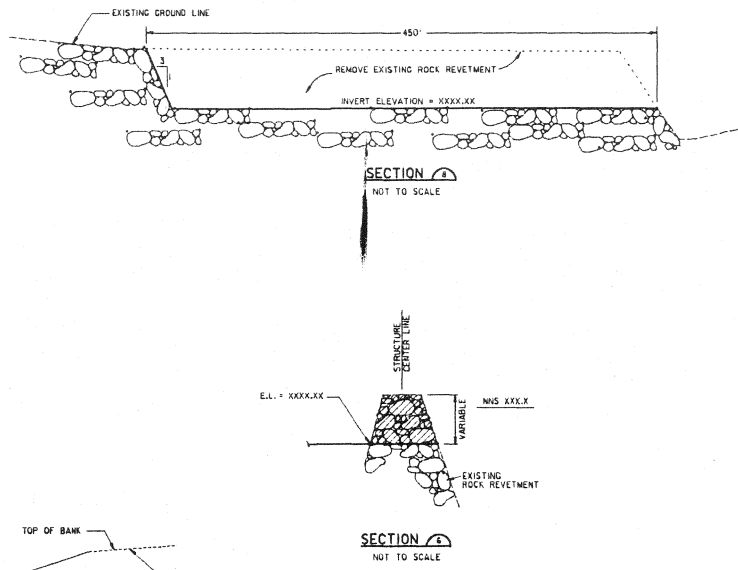 EXISTING GROUND LINE
450'
3
REMOVE EXISTING ROCK REVETMENT
INVERT ELEVATION = XXXX.XX
SECTION 8
NOT TO SCALE
STRUCTURE
CENTER LINE
E.L. = XXXX.XX
VARIABLE
NNS XXX.X
EXISTING
ROCK REVETMENT
SECTION
NOT TO SCALE
TOP OF BANK